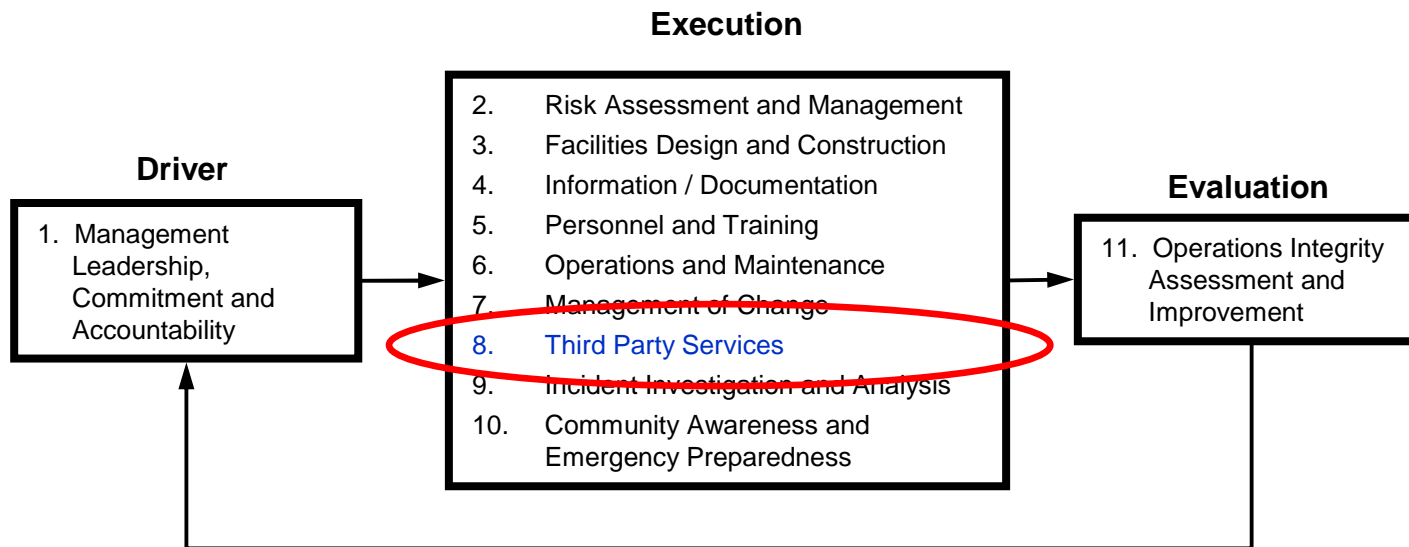 Execution
Driver
1. Management
Leadership,
Commitment and
Accountability
2. Risk Assessment and Management
3. Facilities Design and Construction
4. Information / Documentation
5. Personnel and Training
6. Operations and Maintenance
7. Management of Change
8. Third Party Services
9. Incident Investigation and Analysis
10. Community Awareness and
Emergency Preparedness
Evaluation
11. Operations Integrity
Assessment and
Improvement